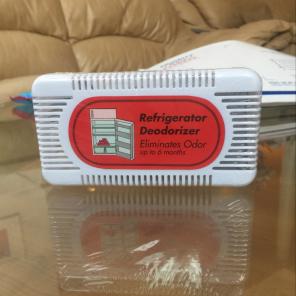 Refrigerator
Deodorizer
Eliminates Odor
up to 6 months